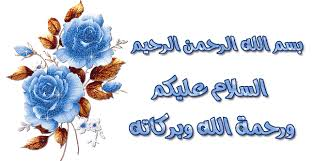 بسم الله الرحمن الرحيم
السلام عليكم
ورحمة الله وبركاته